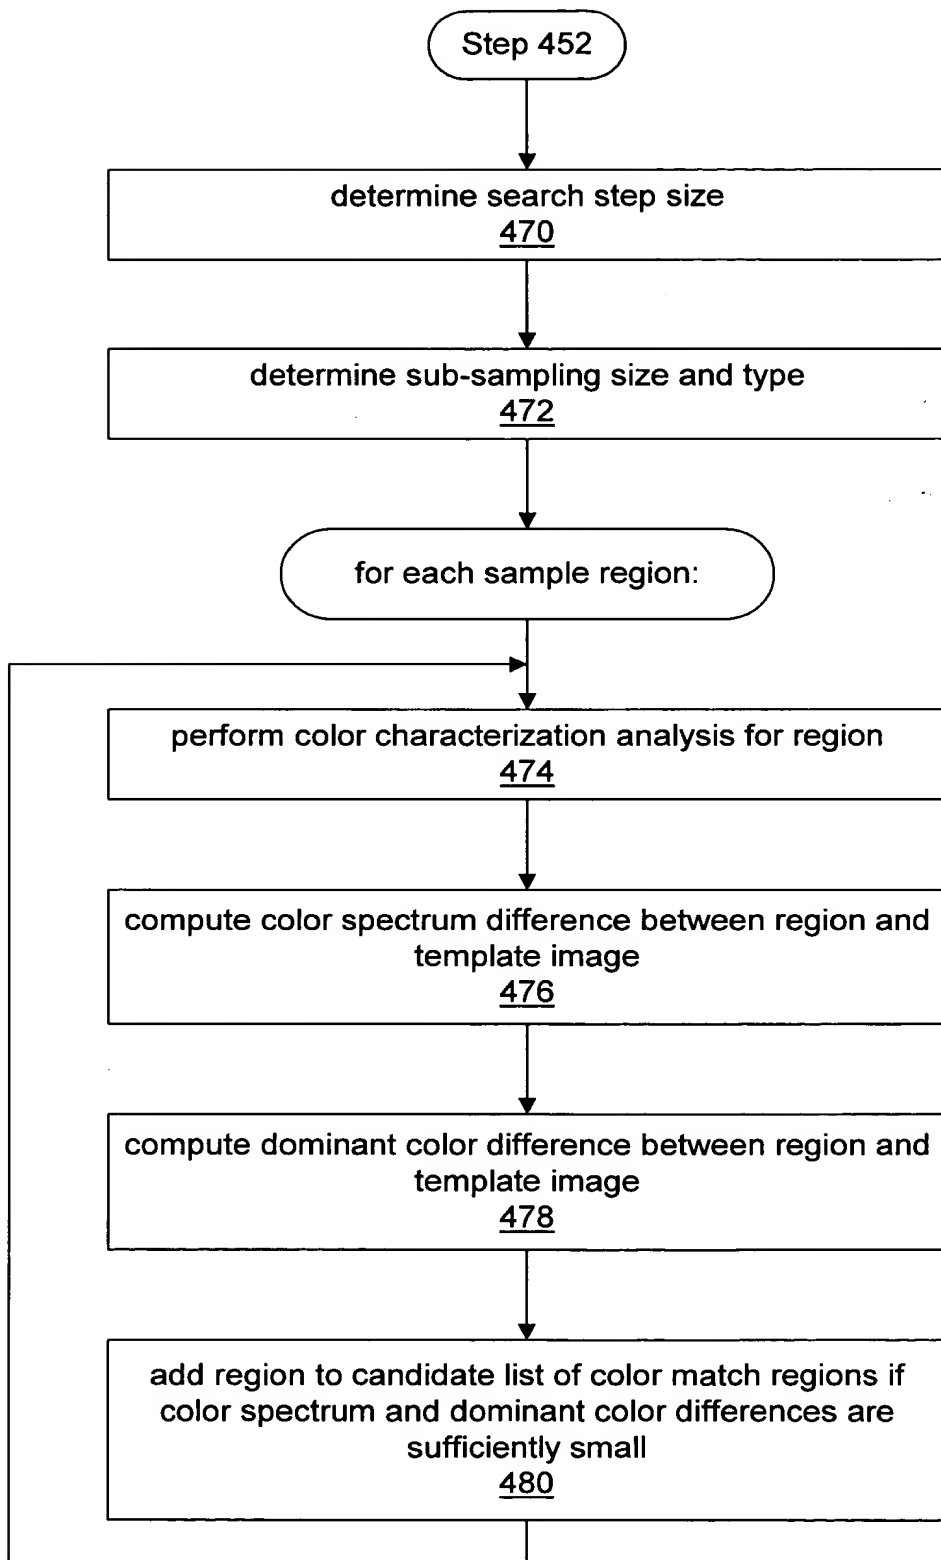 Step 452
determine search step size
470
determine sub-sampling size and type
472
for each sample region:
perform color characterization analysis for region
474
compute color spectrum difference between region and
template image
476
compute dominant color difference between region and
template image
478
add region to candidate list of color match regions if
color spectrum and dominant color differences are
sufficiently small
480